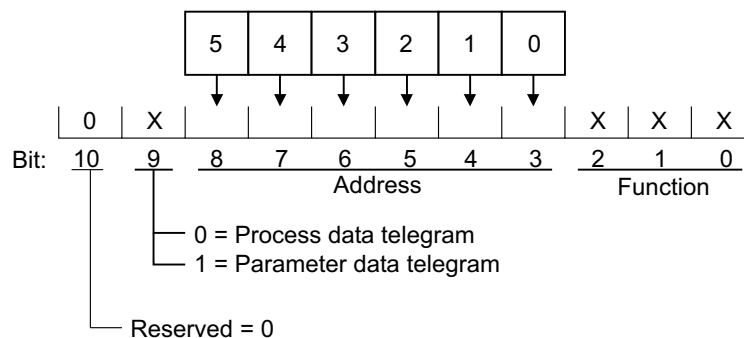 5 4 3 2 1 0
0 X X X X
Bit: 10 9 8 7 6 5 4 3 2 1 0
Address Function
0 = Process data telegram
1 = Parameter data telegram
Reserved = 0